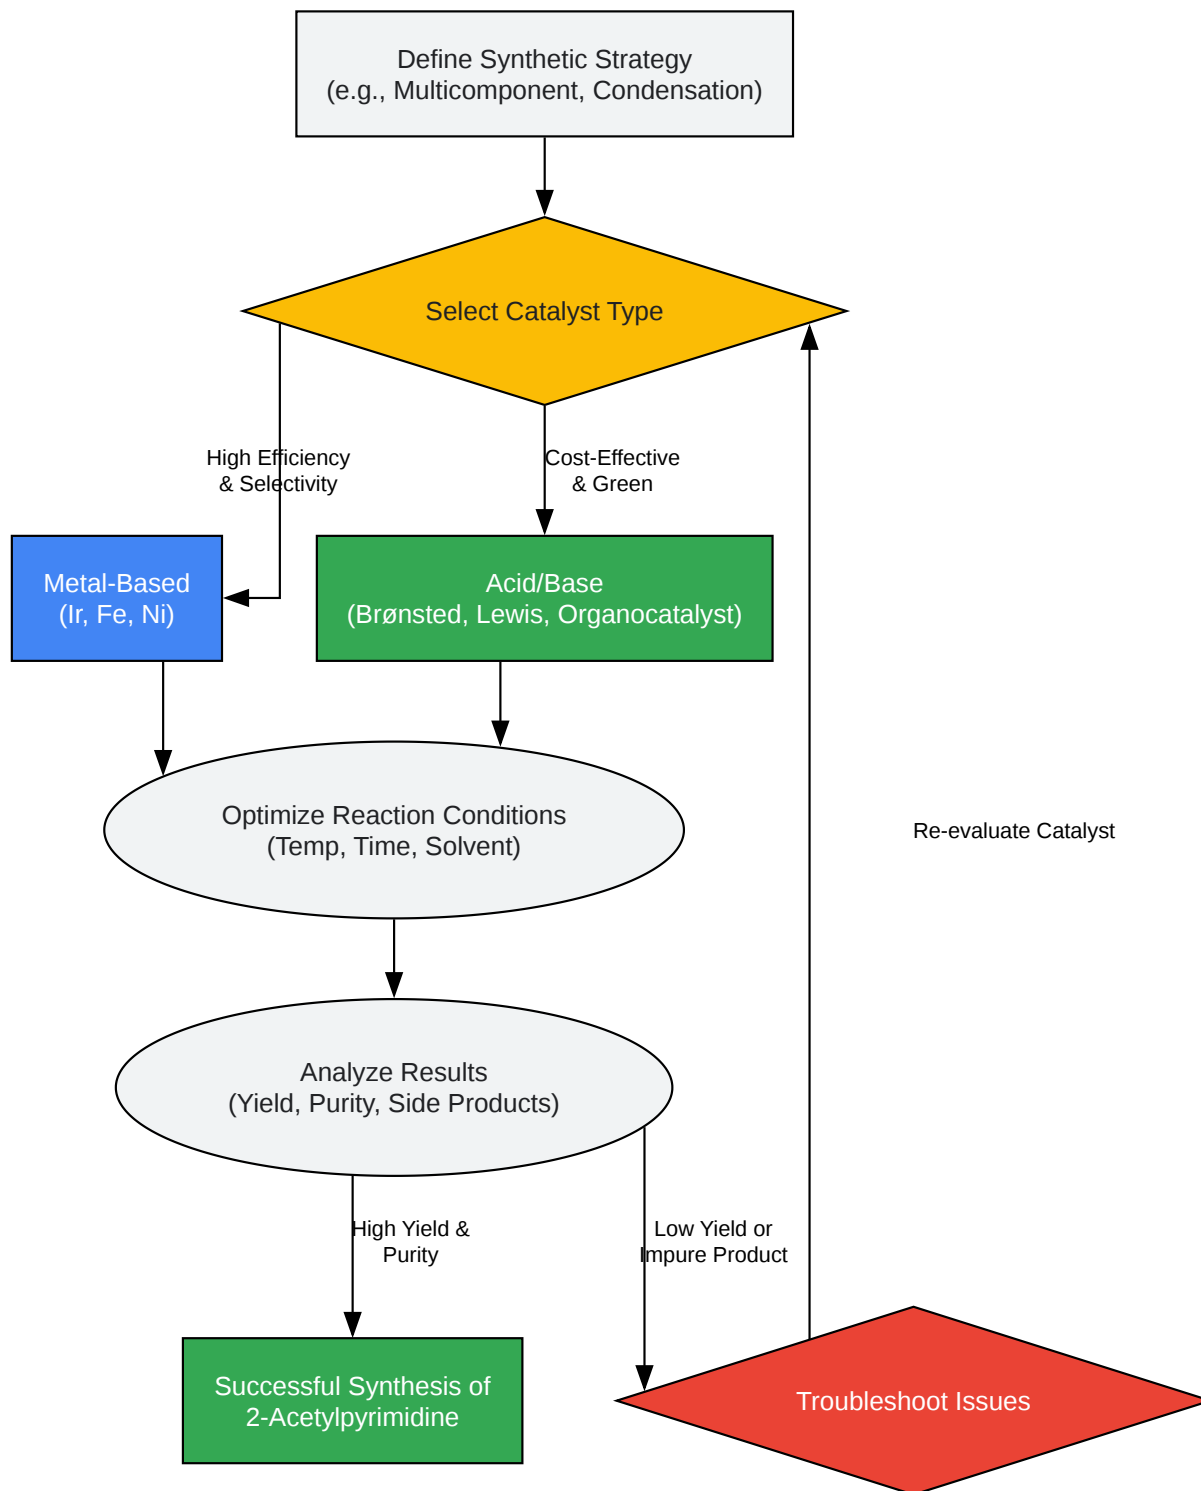 Define Synthetic Strategy
(e.g., Multicomponent, Condensation)
Select Catalyst Type
High Efficiency
& Selectivity
Cost-Effective
& Green
Metal-Based
(Ir, Fe, Ni)
Acid/Base
(Brønsted, Lewis, Organocatalyst)
Optimize Reaction Conditions
(Temp, Time, Solvent)
Re-evaluate Catalyst
Analyze Results
(Yield, Purity, Side Products)
High Yield &
Purity
Low Yield or
Impure Product
Successful Synthesis of
2-Acetylpyrimidine
Troubleshoot Issues